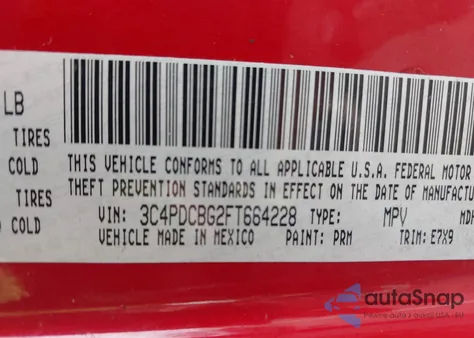 LB
TIRES
COLD
TIRES
COLD
THIS VEHICLE CONFORMS TO ALL APPLICABLE U.S.A. FEDERAL MOTOR
THEFT PREVENTION STANDARDS IN EFFECT ON THE DATE OF MANUFACTU
VIN: 3C4PDCBG2FT664228 TYPE: MPV MDH
VEHICLE MADE IN MEXICO PAINT: PRM TRIM: E7X9
autoSnap